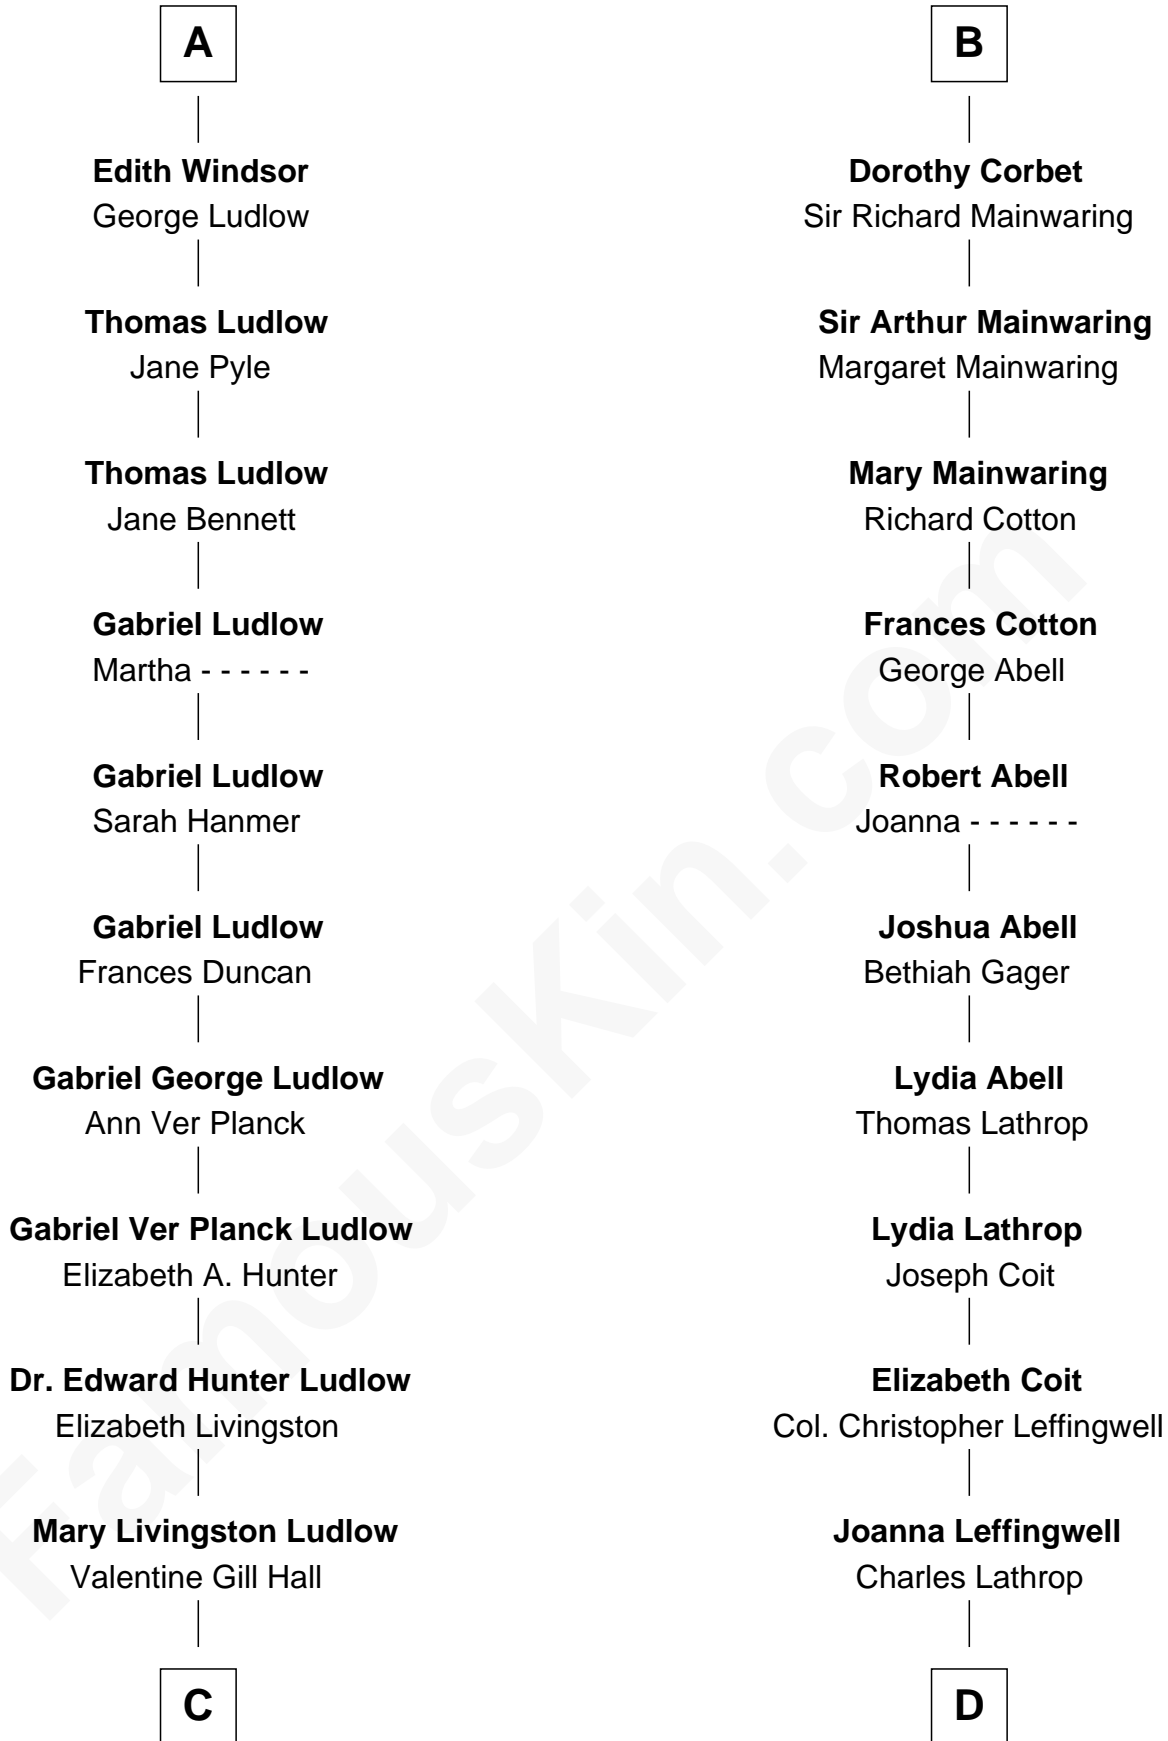 A
Edith Windsor
George Ludlow
Thomas Ludlow
Jane Pyle
Thomas Ludlow
Jane Bennett
Gabriel Ludlow
Martha - - - - - -
Gabriel Ludlow
Sarah Hanmer
Gabriel Ludlow
Frances Duncan
Gabriel George Ludlow
Ann Ver Planck
Gabriel Ver Planck Ludlow
Elizabeth A. Hunter
Dr. Edward Hunter Ludlow
Elizabeth Livingston
Mary Livingston Ludlow
Valentine Gill Hall
C
B
Dorothy Corbet
Sir Richard Mainwaring
Sir Arthur Mainwaring
Margaret Mainwaring
Mary Mainwaring
Richard Cotton
Frances Cotton
George Abell
Robert Abell
Joanna - - - - - -
Joshua Abell
Bethiah Gager
Lydia Abell
Thomas Lathrop
Lydia Lathrop
Joseph Coit
Elizabeth Coit
Col. Christopher Leffingwell
Joanna Leffingwell
Charles Lathrop
D
FamousKin.com